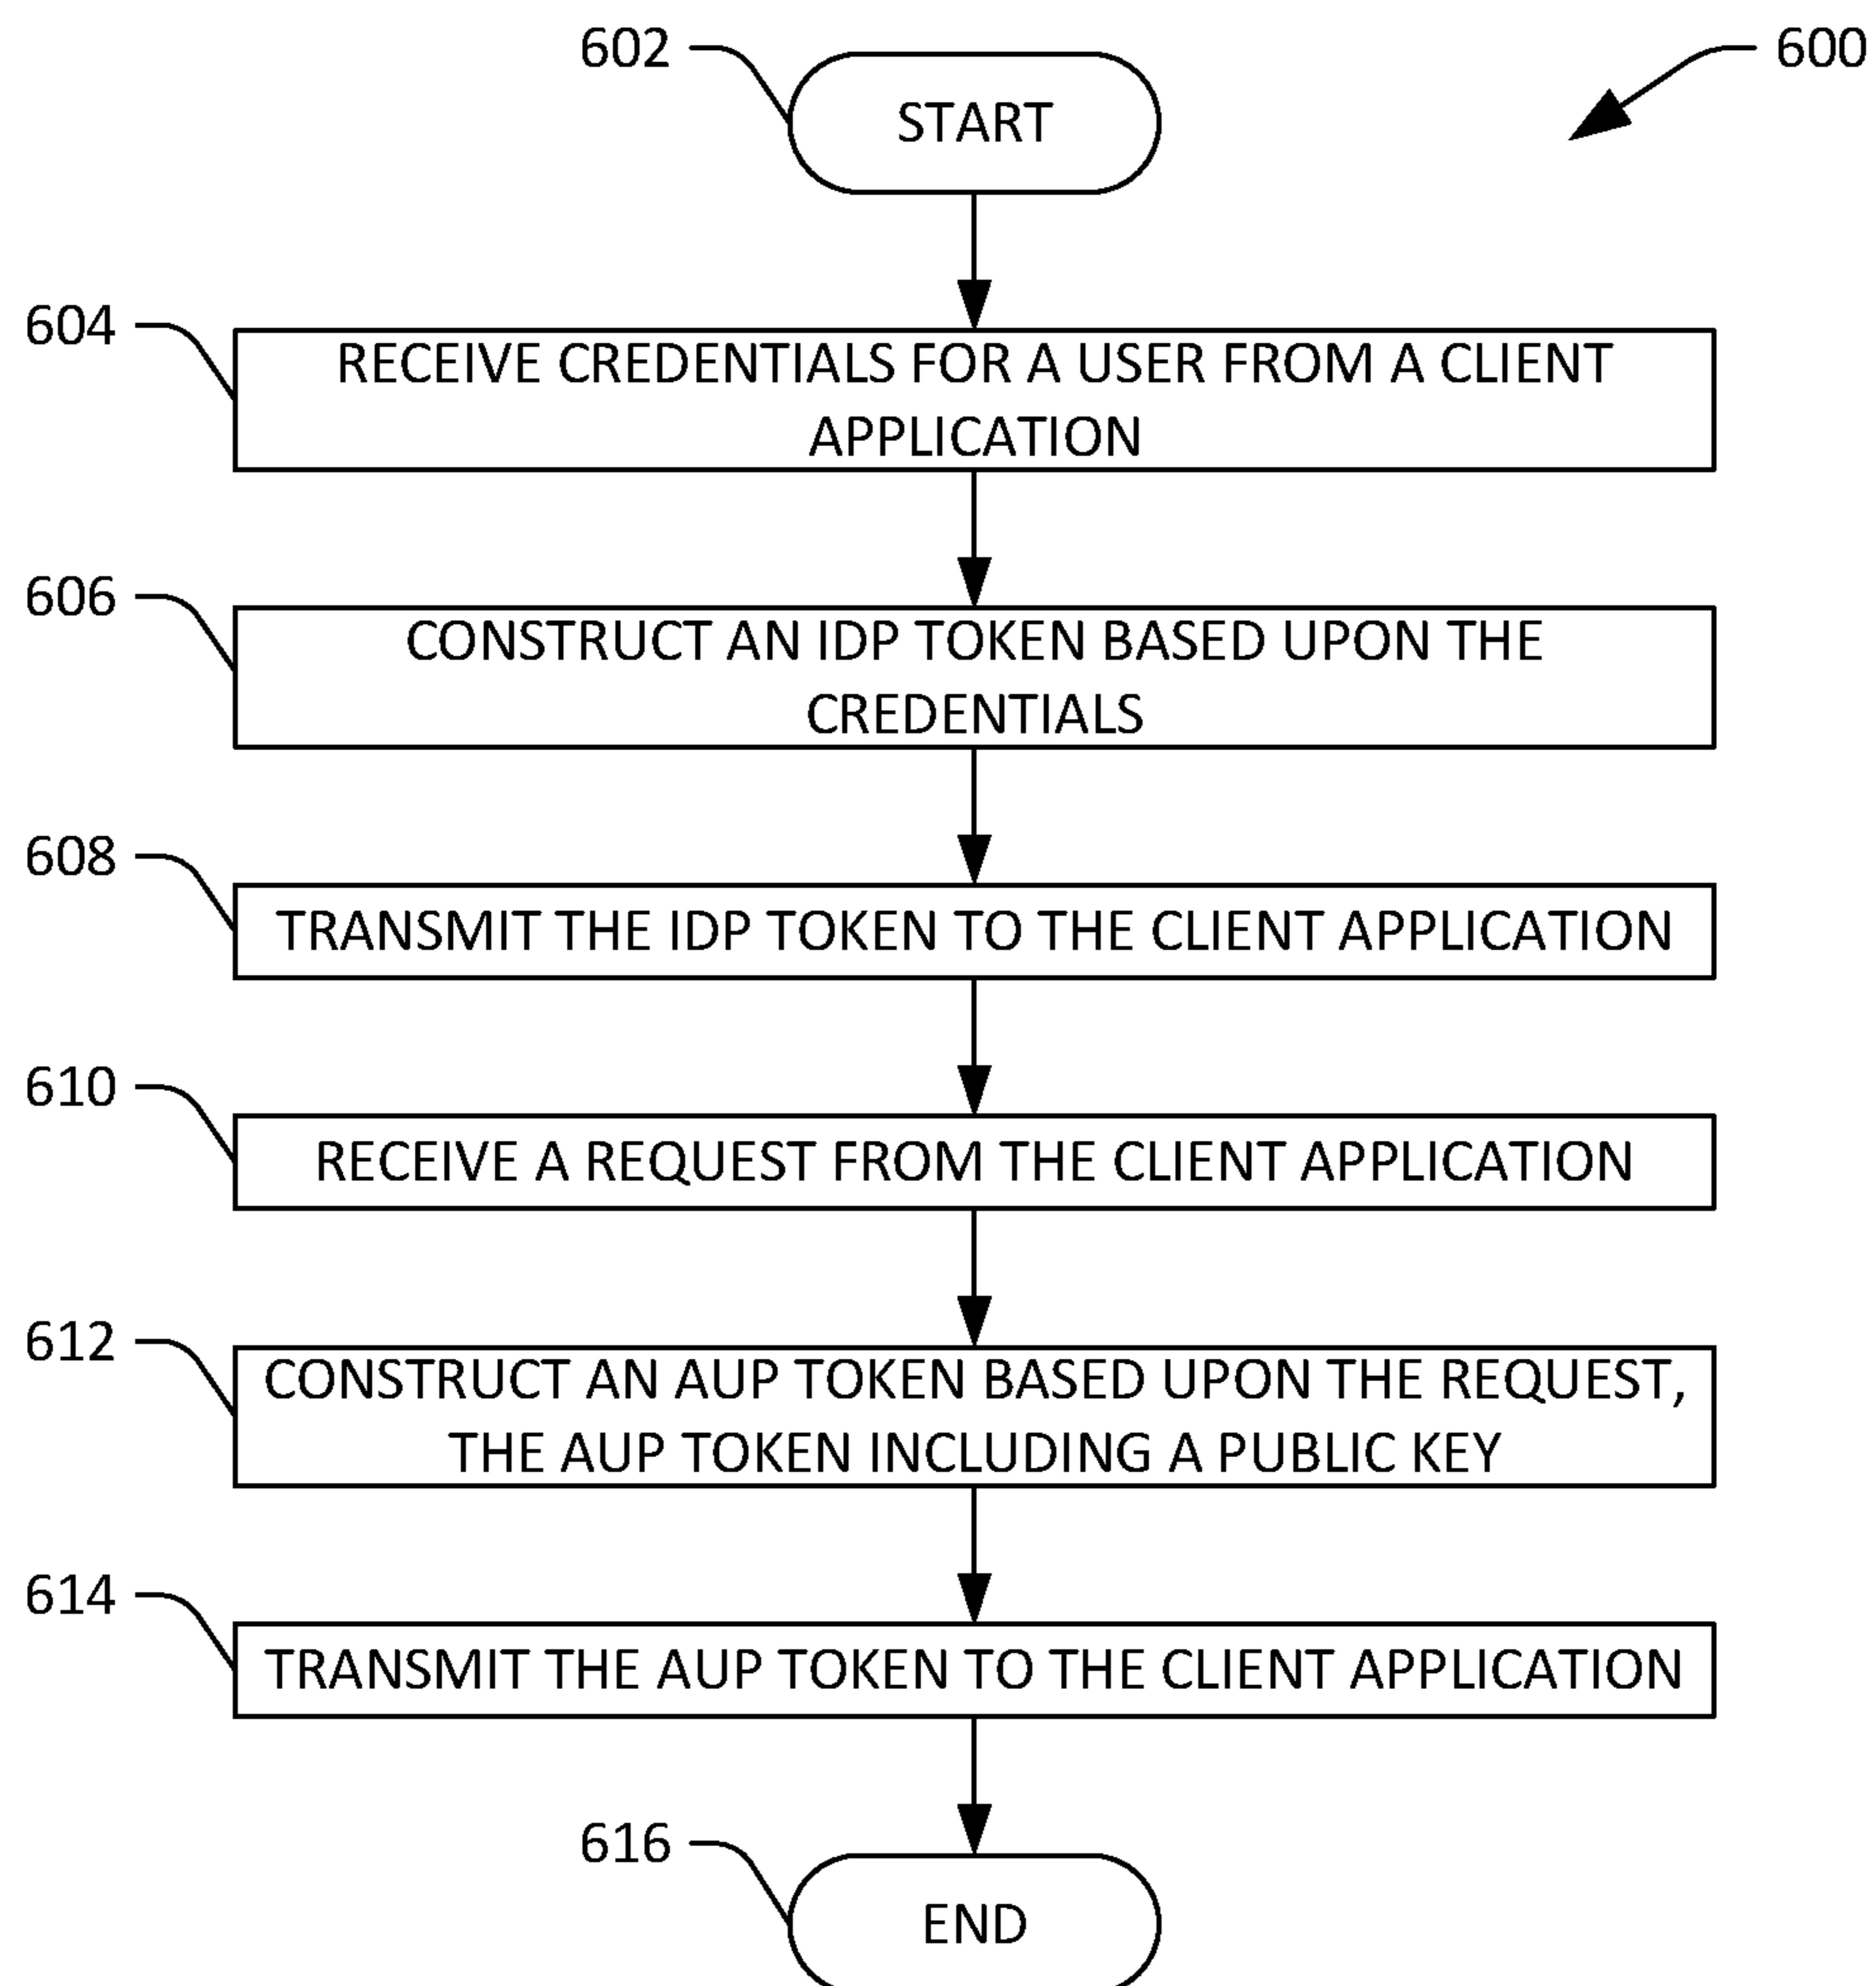 602
600
START
604
RECEIVE CREDENTIALS FOR A USER FROM A CLIENT
APPLICATION
606
CONSTRUCT AN IDP TOKEN BASED UPON THE
CREDENTIALS
608
TRANSMIT THE IDP TOKEN TO THE CLIENT APPLICATION
610
RECEIVE A REQUEST FROM THE CLIENT APPLICATION
612
CONSTRUCT AN AUP TOKEN BASED UPON THE REQUEST,
THE AUP TOKEN INCLUDING A PUBLIC KEY
614
TRANSMIT THE AUP TOKEN TO THE CLIENT APPLICATION
616
END